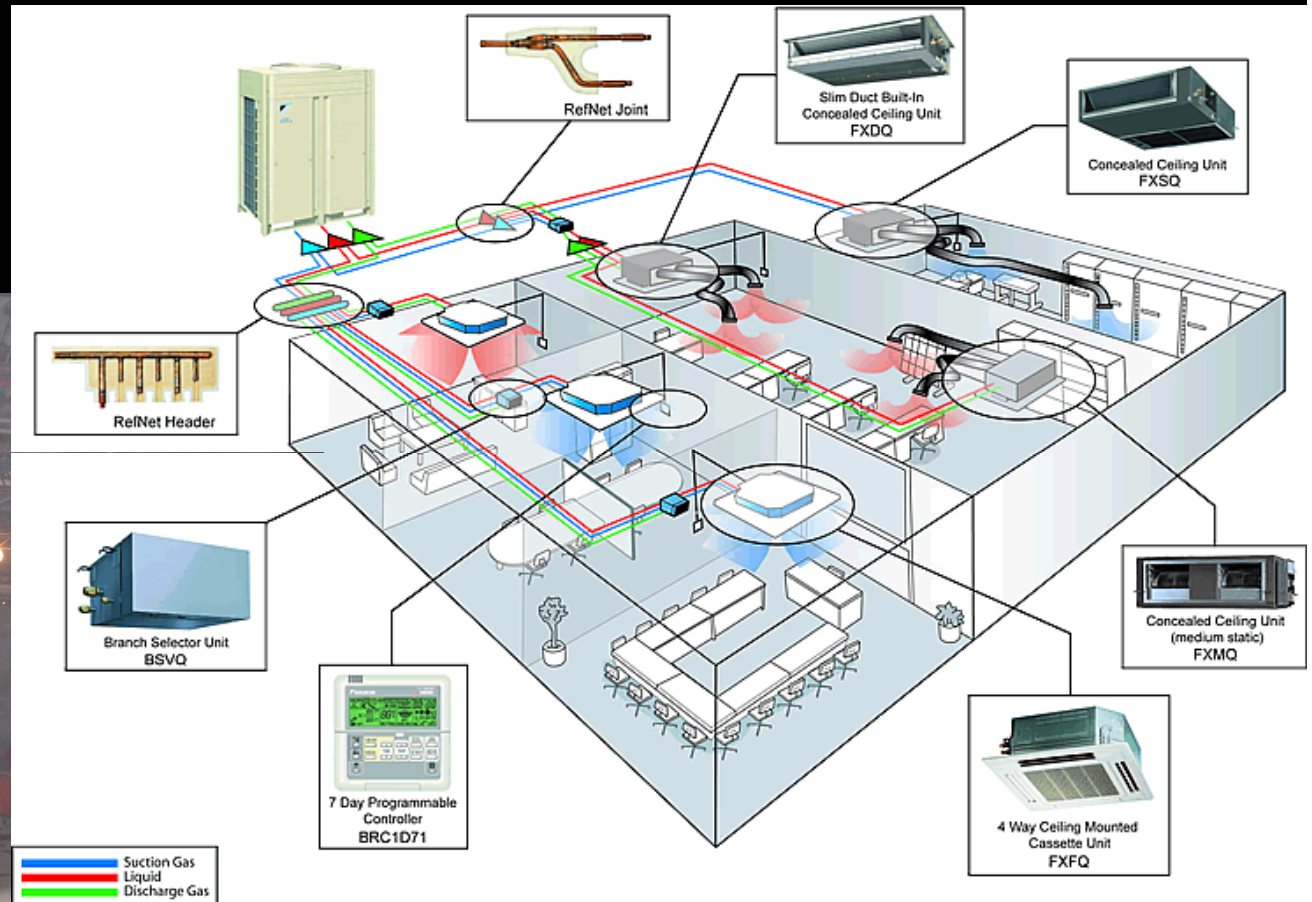 RefNet Joint
Slim Duct Built-In
Concealed Ceiling Unit
FXDQ
Concealed Ceiling Unit
FXSQ
RefNet Header
Branch Selector Unit
BSVQ
7 Day Programmable
Controller
BRC1D71
Concealed Ceiling Unit
(medium static)
FXMQ
4 Way Ceiling Mounted
Cassette Unit
FXFQ
Suction Gas
Liquid
Discharge Gas